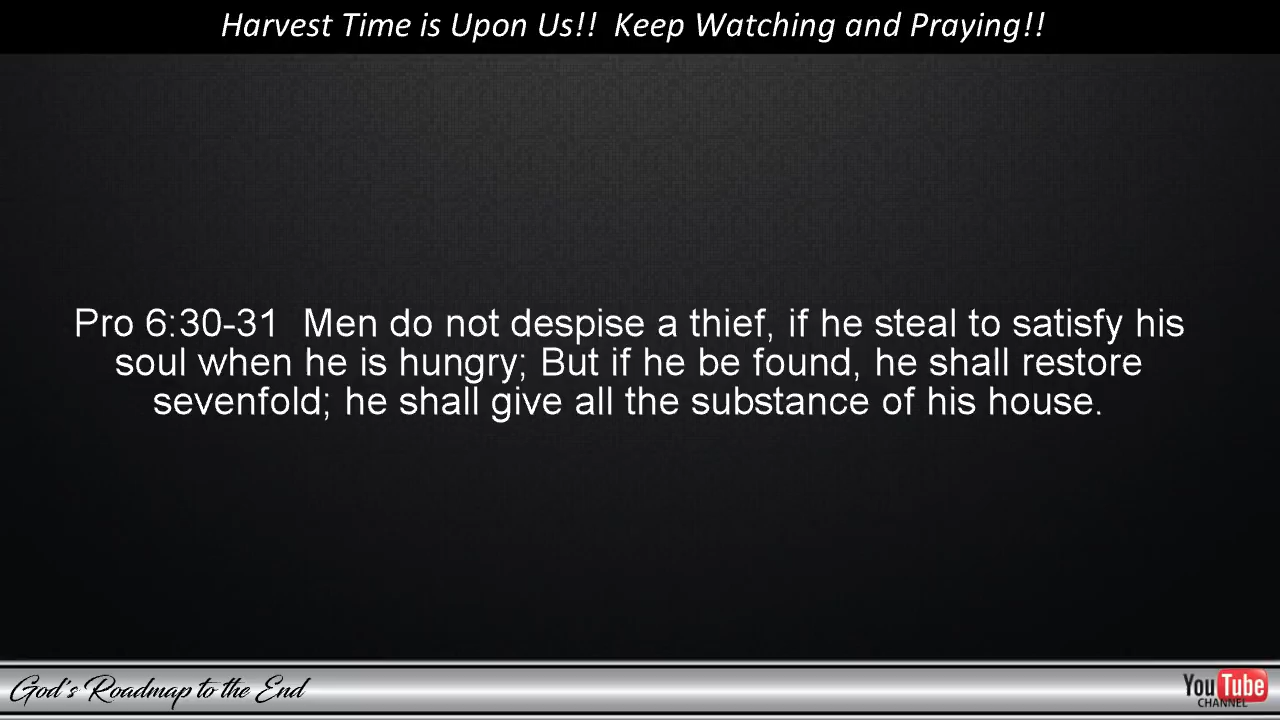 Harvest Time is Upon Us!!  Keep Watching and Praying!!
Pro 6:30-31  Men do not despise a thief, if he steal to satisfy his
soul when he is hungry; But if he be found, he shall restore
sevenfold; he shall give all the substance of his house.
God's Roadmap to the End
YouTube
CHANNEL